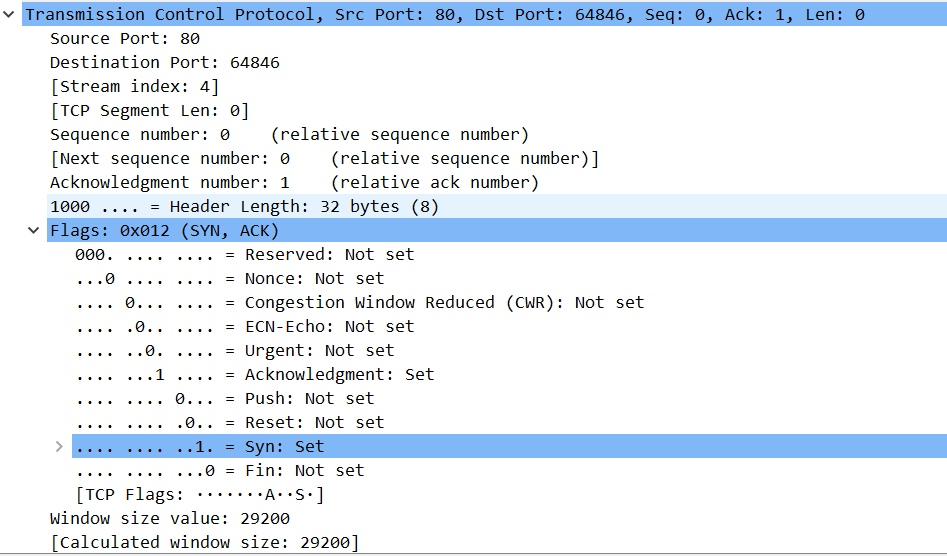 Transmission Control Protocol, Src Port: 80, Dst Port: 64846, Seq: 0, Ack: 1, Len: 0
Source Port: 80
Destination Port: 64846
[Stream index: 4]
[TCP Segment Len: 0]
Sequence number: 0    (relative sequence number)
[Next sequence number: 0    (relative sequence number)]
Acknowledgment number: 1    (relative ack number)
1000 .... = Header Length: 32 bytes (8)
Flags: 0x012 (SYN, ACK)
000. .... .... = Reserved: Not set
...0 .... .... = Nonce: Not set
.... 0... .... = Congestion Window Reduced (CWR): Not set
.... .0.. .... = ECN-Echo: Not set
.... ..0. .... = Urgent: Not set
.... ...1 .... = Acknowledgment: Set
.... .... 0... = Push: Not set
.... .... .0.. = Reset: Not set
.... .... ..1. = Syn: Set
.... .... ...0 = Fin: Not set
[TCP Flags: ·······A··S·]
Window size value: 29200
[Calculated window size: 29200]